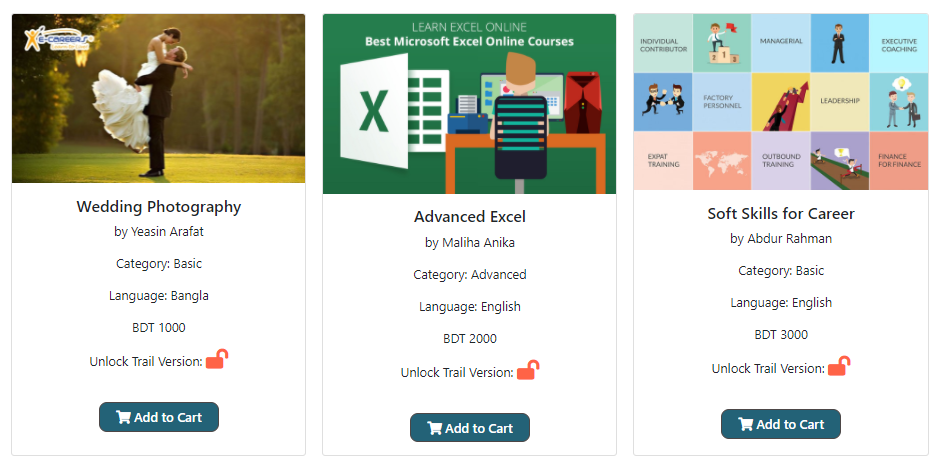 E-CAREERS
Wedding Photography
by Yeasin Arafat
Category: Basic
Language: Bangla
BDT 1000
Unlock Trail Version:
Add to Cart
LEARN EXCEL ONLINE
Best Microsoft Excel Online Courses
X
Advanced Excel
by Maliha Anika
Category: Advanced
Language: English
BDT 2000
Unlock Trail Version:
Add to Cart
INDIVIDUAL
CONTRIBUTOR
MANAGERIAL
EXECUTIVE
COACHING
FACTORY
PERSONNEL
LEADERSHIP
EXPAT
TRAINING
OUTBOUND
TRAINING
FINANCE
FOR FINANCE
Soft Skills for Career
by Abdur Rahman
Category: Basic
Language: English
BDT 3000
Unlock Trail Version:
Add to Cart